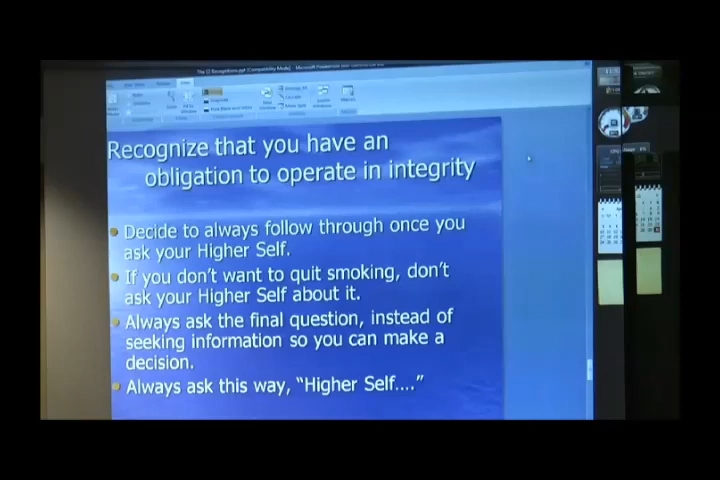 Recognize that you have an
obligation to operate in integrity
Decide to always follow through once you
ask your Higher Self.
If you don't want to quit smoking, don't
ask your Higher Self about it.
Always ask the final question, instead of
seeking information so you can make a
decision.
Always ask this way, "Higher Self...."